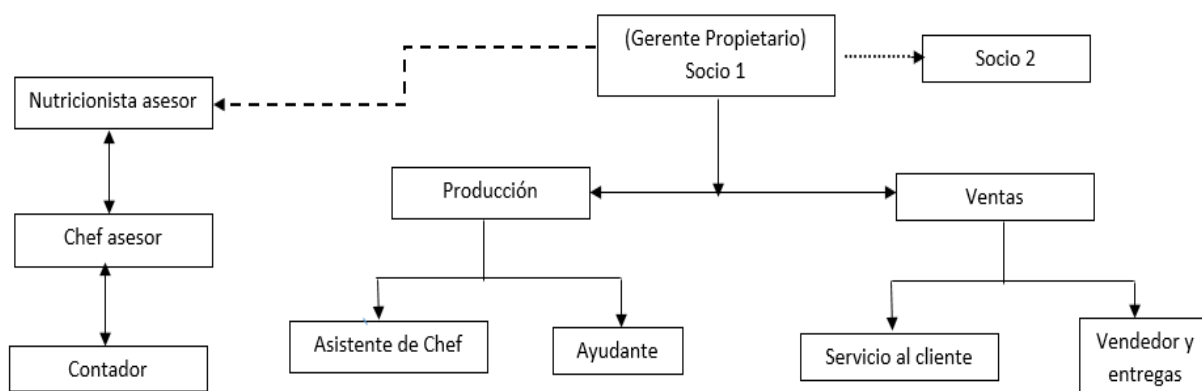 (Gerente Propietario)
Socio 1
Socio 2
Nutricionista asesor
Producción
Ventas
Chef asesor
Asistente de Chef
Ayudante
Servicio al cliente
Vendedor y
entregas
Contador